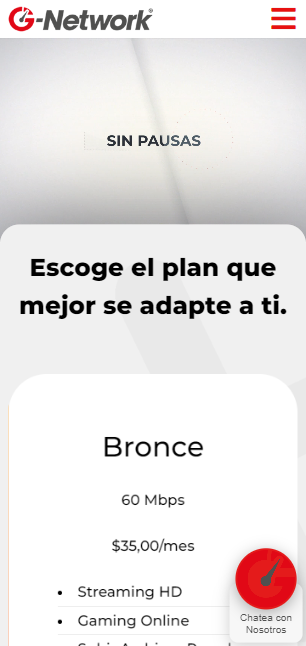 G-Network®
SIN PAUSAS
Escoge el plan que
mejor se adapte a ti.
Bronce
60 Mbps
$35,00/mes
• Streaming HD
• Gaming Online
Chatea con
Nosotros